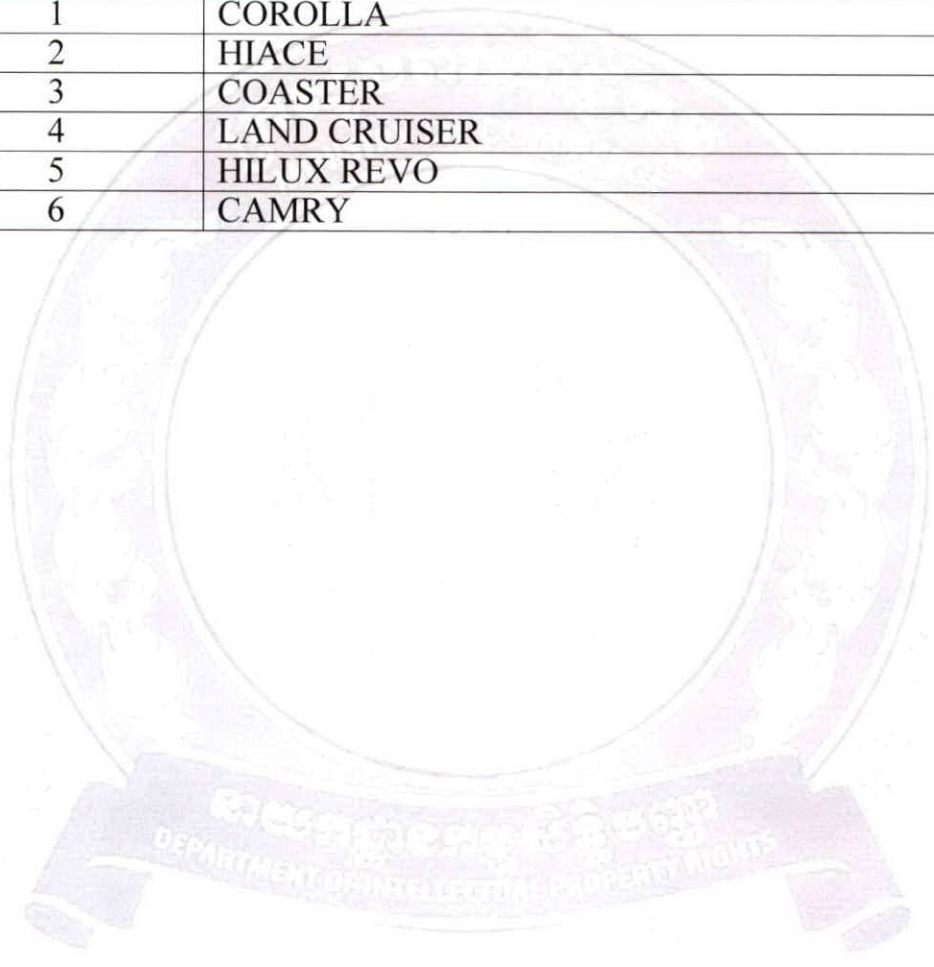 1 COROLLA
2 HIACE
3 COASTER
4 LAND CRUISER
5 HILUX REVO
6 CAMRY
DEPARTMENT OF INTELLECTUAL PROPERTY RIGHTS